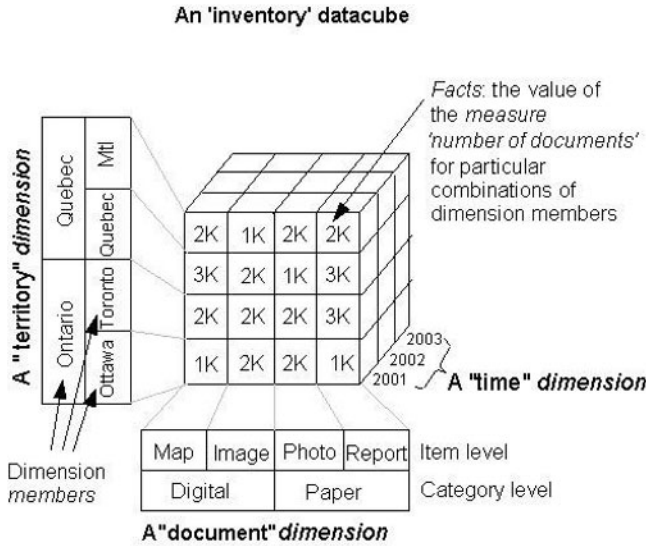 An 'inventory' datacube
Facts: the value of
the measure
'number of documents'
for particular
combinations of
dimension members
A "territory" dimension
Quebec
Mtl
Quebec
Ontario
Toronto
Ottawa
2K 1K 2K 2K
3K 2K 1K 3K
2K 2K 2K 3K
1K 2K 2K 1K
2003
2002
2001
A "time" dimension
Dimension
members
Map Image Photo Report Item level
Digital Paper Category level
A"document" dimension